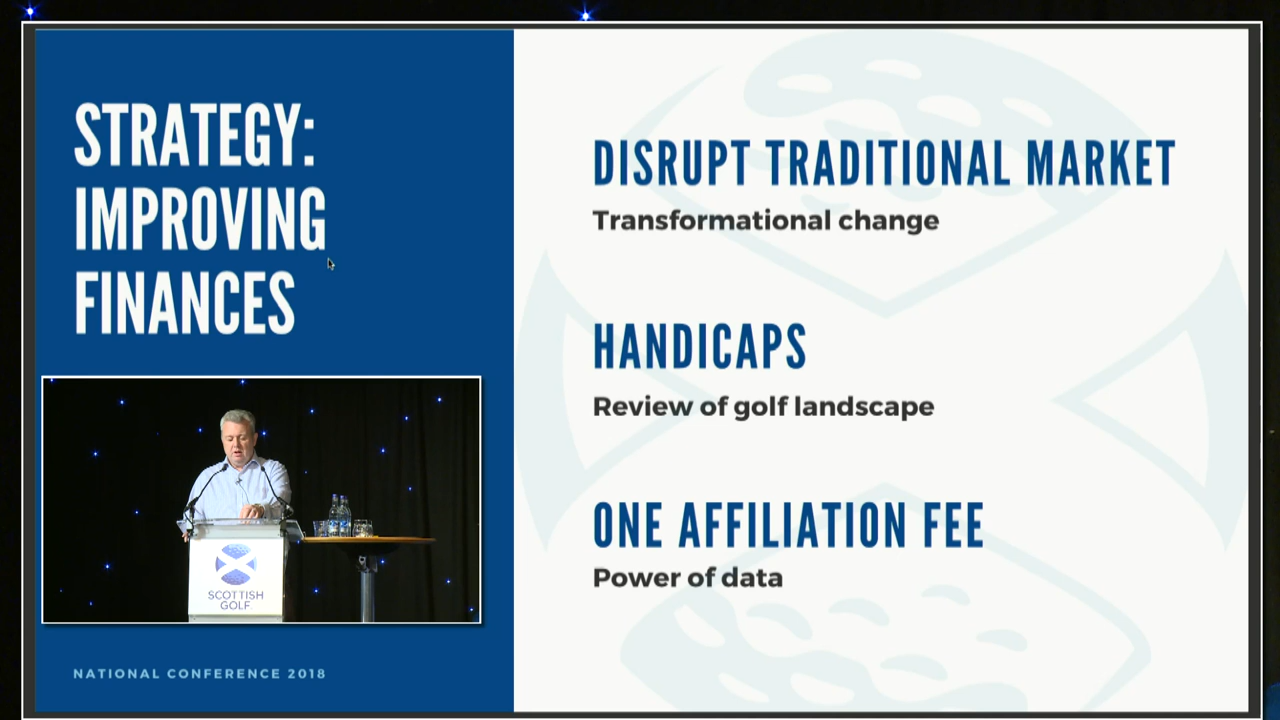 STRATEGY:
IMPROVING
FINANCES
DISRUPT TRADITIONAL MARKET
Transformational change
HANDICAPS
Review of golf landscape
ONE AFFILIATION FEE
Power of data
SCOTTISH
GOLF
NATIONAL CONFERENCE 2018